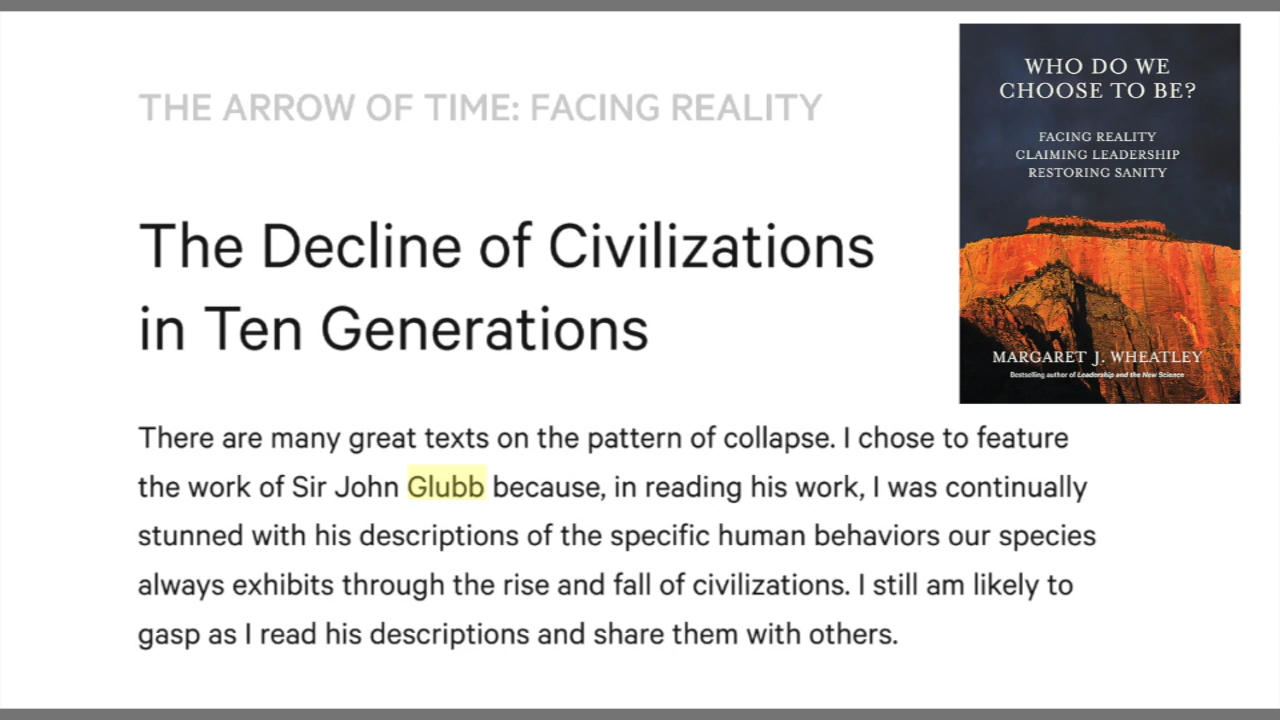 THE ARROW OF TIME: FACING REALITY
The Decline of Civilizations
in Ten Generations
There are many great texts on the pattern of collapse. I chose to feature
the work of Sir John Glubb because, in reading his work, I was continually
stunned with his descriptions of the specific human behaviors our species
always exhibits through the rise and fall of civilizations. I still am likely to
gasp as I read his descriptions and share them with others.
WHO DO WE
CHOOSE TO BE?
FACING REALITY
CLAIMING LEADERSHIP
RESTORING SANITY
MARGARET J. WHEATLEY
Bestselling author of Leadership and the New Science